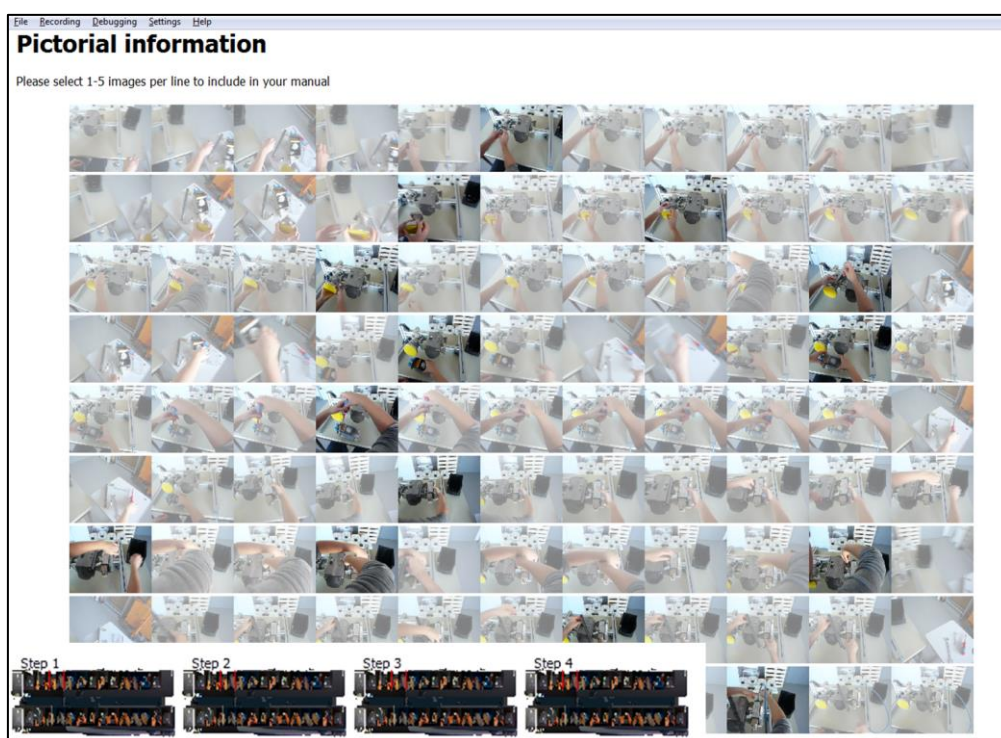 File Recording Debugging Settings Help
Pictorial information
Please select 1-5 images per line to include in your manual
Step 1 Step 2 Step 3 Step 4